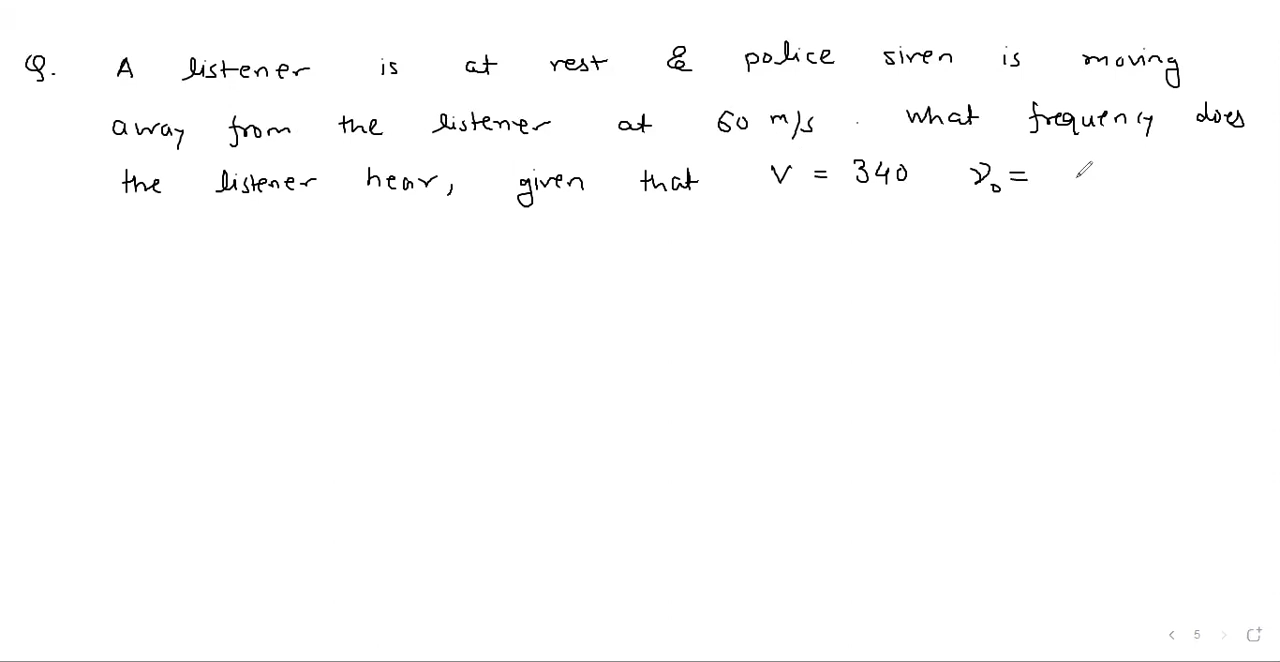 Q. A listener is at rest & police siren is moving
away from the listener at 60 m/s. what frequency does
the listener hear, given that v = 340 ν₀ =
5